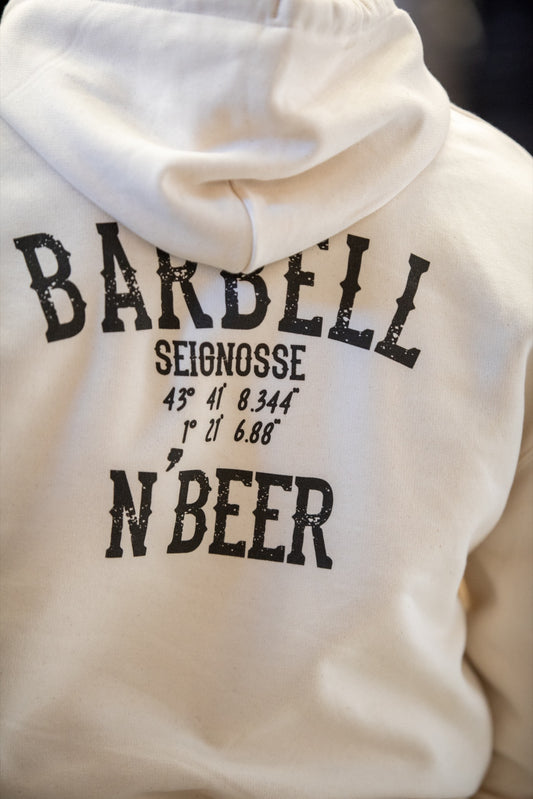 BARBELL
SEIGNOSSE
43° 41' 8.344"
1° 21' 6.88"
N'BEER